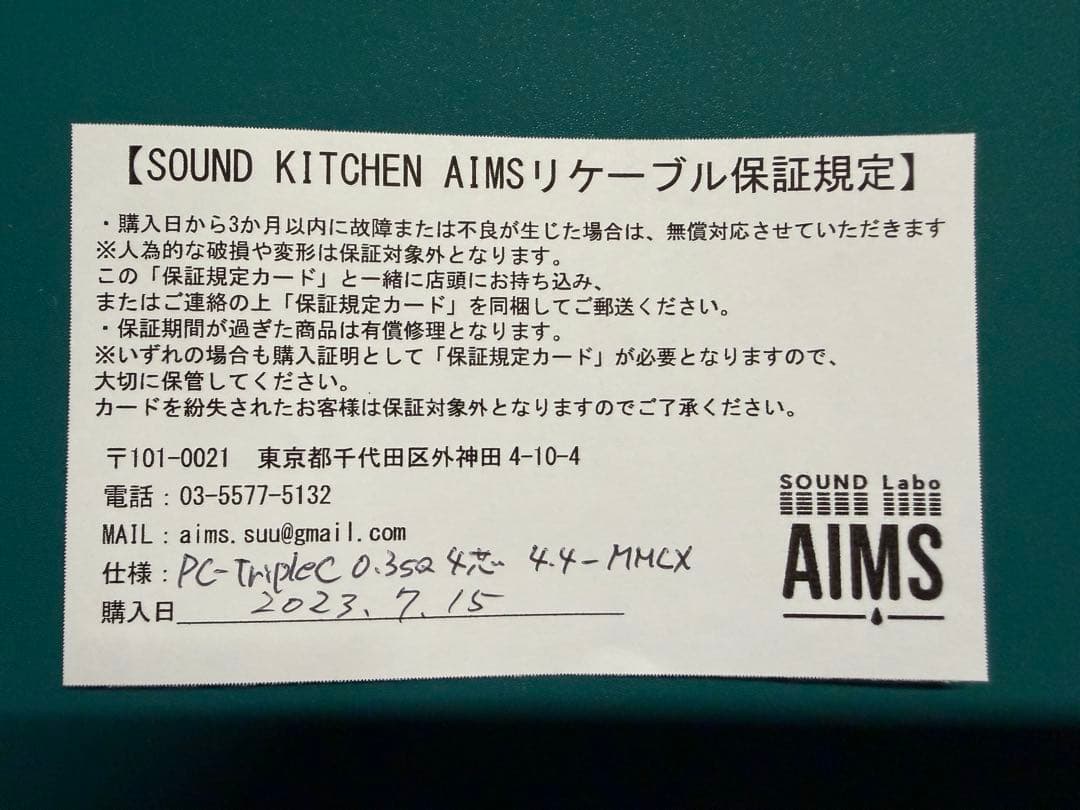 【SOUND KITCHEN AIMSリケーブル保証規定】
・購入日から3か月以内に故障または不良が生じた場合は、無償対応させていただきます
※人為的な破損や変形は保証対象外となります。
この「保証規定カード」と一緒に店頭にお持ち込み、
またはご連絡の上「保証規定カード」を同梱してご郵送ください。
・保証期間が過ぎた商品は有償修理となります。
※いずれの場合も購入証明として「保証規定カード」が必要となりますので、
大切に保管してください。
カードを紛失されたお客様は保証対象外となりますのでご了承ください。
〒101-0021 東京都千代田区外神田4-10-4
電話：03-5577-5132
MAIL：aims.suu@gmail.com
仕様：PC-TripleC 0.3sq 4芯 4.4-MMCX
購入日 2023.7.15
SOUND Labo
AIMS